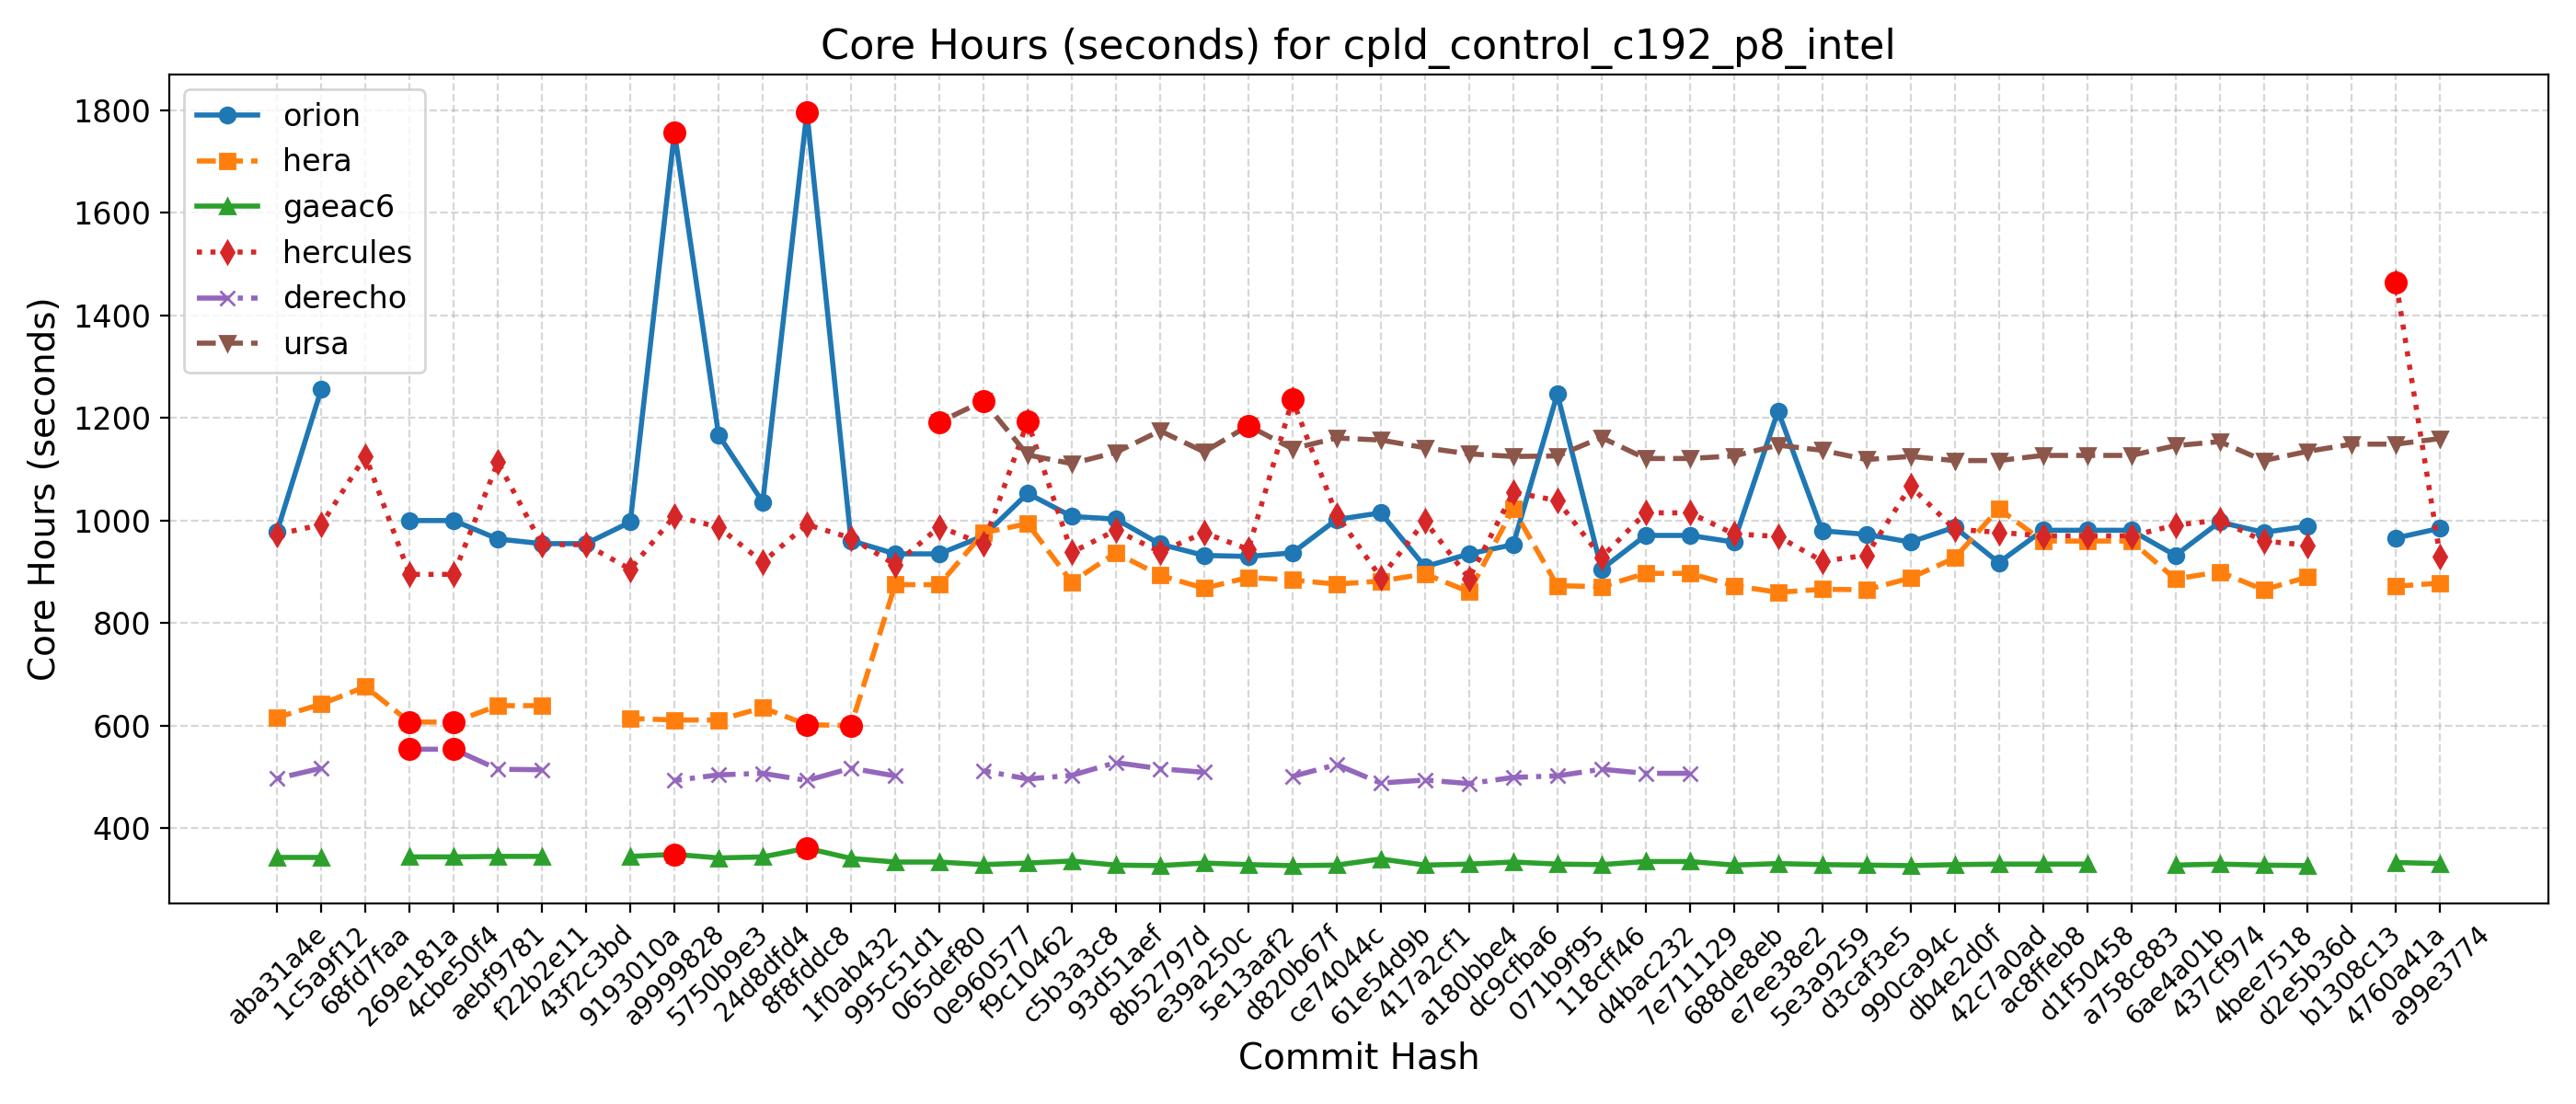 Core Hours (seconds) for cpld_control_c192_p8_intel
orion
hera
gaeac6
hercules
derecho
ursa
Core Hours (seconds)
1800
1600
1400
1200
1000
800
600
400
aba31a4e
1c5a9f12
68fd7faa
269e181a
4cbe50f4
aebf9781
f22b2e11
43f2c3bd
9193010a
a9999828
5750b9e3
24d8dfd4
8f8fddc8
1f0ab432
995c51d1
065def80
0e960577
f9c10462
c5b3a3c8
93d51aef
8b52797d
e39a250c
5e13aaf2
d820b67f
ce74044c
61e54d9b
417a2cf1
a180bbe4
dc9cfba6
071b9f95
118cff46
d4bac232
7e711129
688de8eb
e7ee38e2
5e3a9259
d3caf3e5
990ca94c
db4e2d0f
42c7a0ad
ac8ffeb8
d1f50458
a758c883
6ae4a01b
437cf974
4bee7518
d2e5b36d
b1308c13
4760a41a
a99e3774
Commit Hash